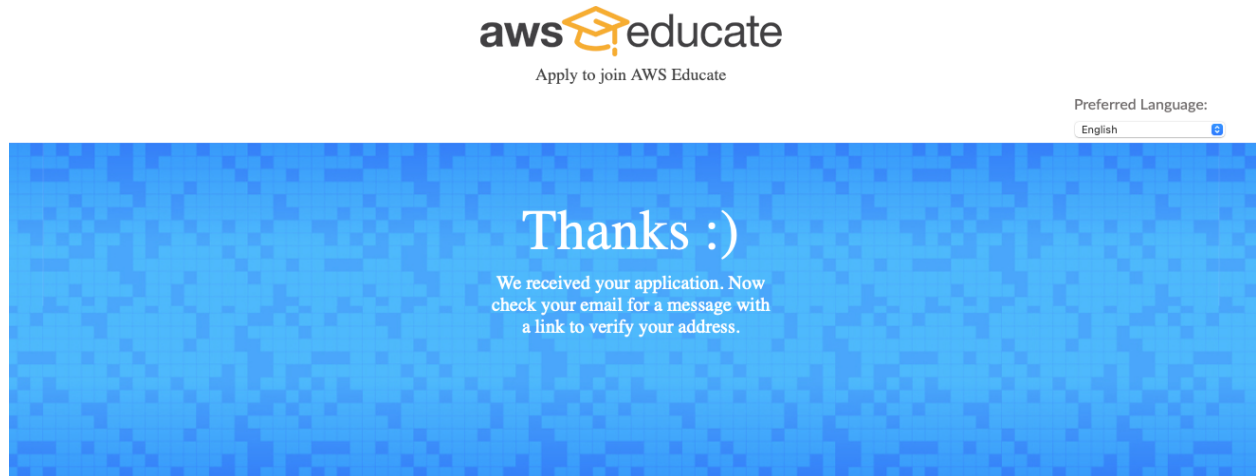 aws educate
Apply to join AWS Educate
Preferred Language:
English
Thanks :)
We received your application. Now
check your email for a message with
a link to verify your address.